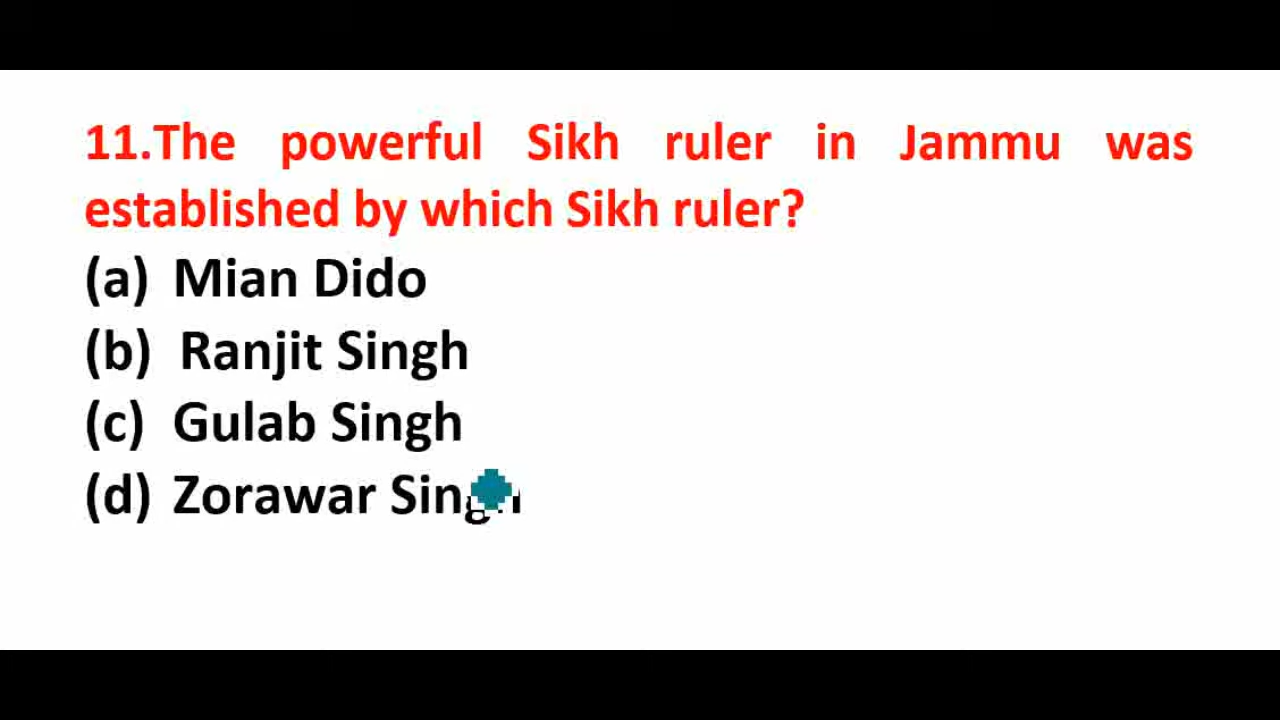 11.The powerful Sikh ruler in Jammu was
established by which Sikh ruler?
(a) Mian Dido
(b) Ranjit Singh
(c) Gulab Singh
(d) Zorawar Singh